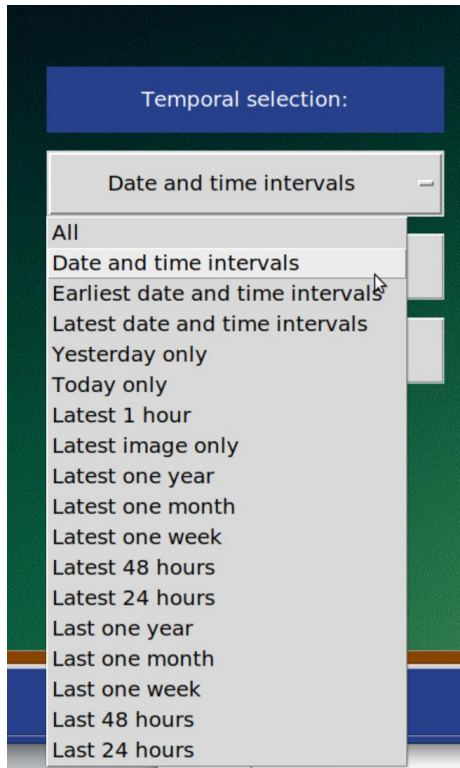 Temporal selection:
Date and time intervals
All
Date and time intervals
Earliest date and time intervals
Latest date and time intervals
Yesterday only
Today only
Latest 1 hour
Latest image only
Latest one year
Latest one month
Latest one week
Latest 48 hours
Latest 24 hours
Last one year
Last one month
Last one week
Last 48 hours
Last 24 hours